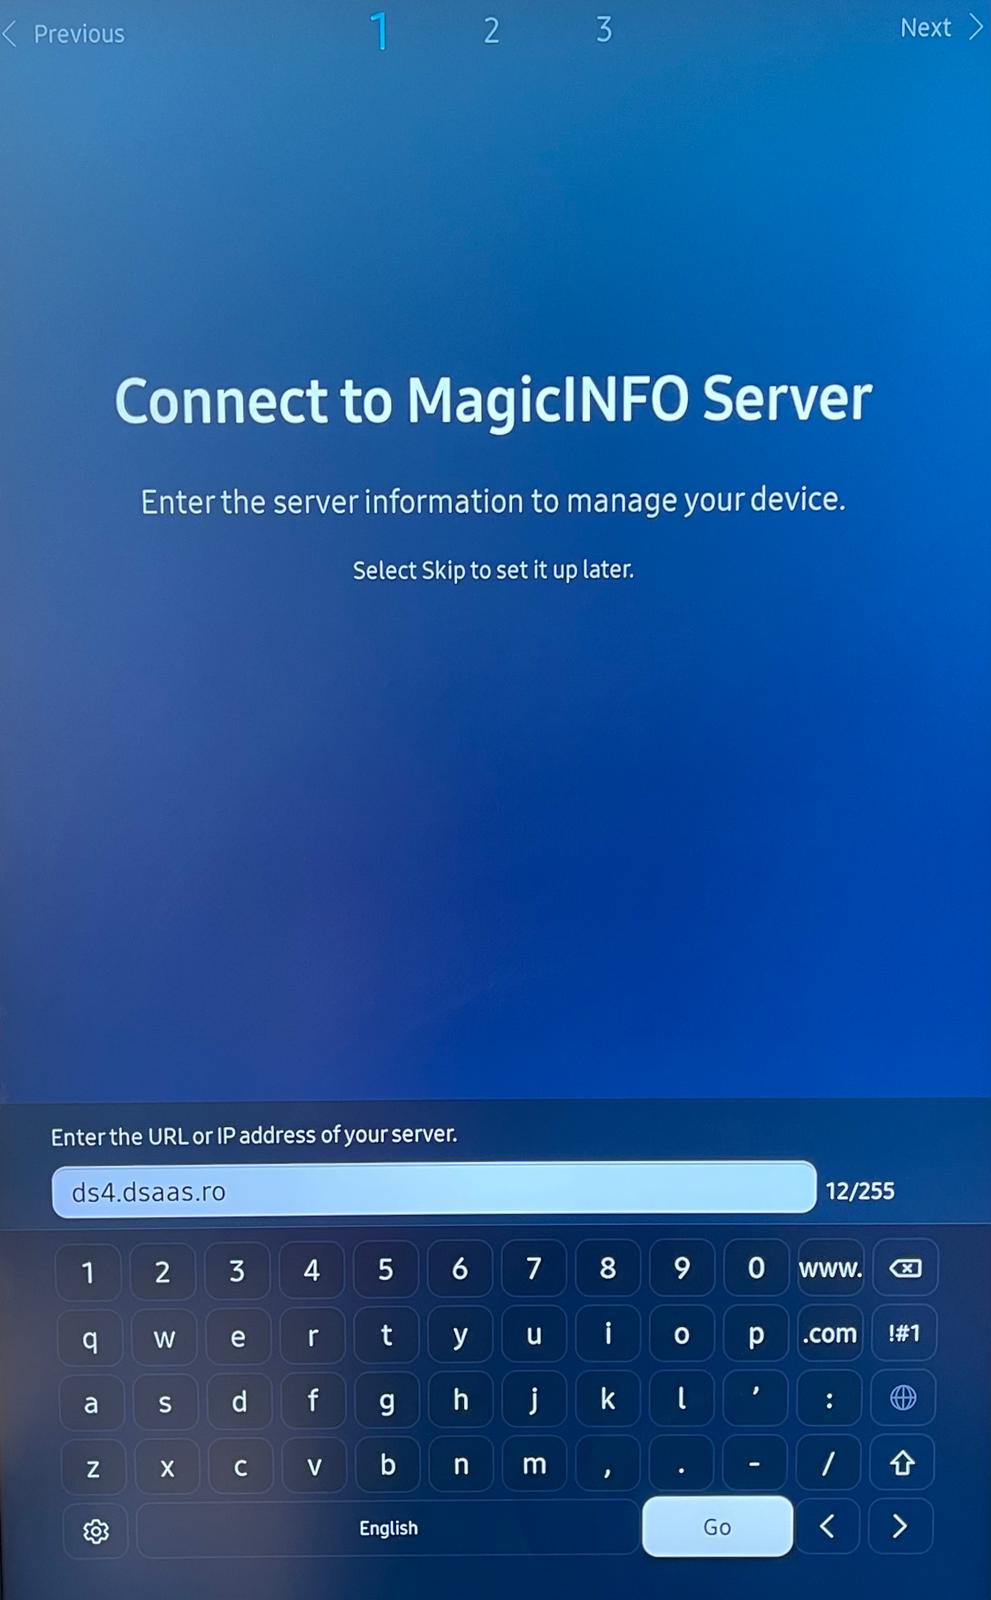 Previous 1 2 3 Next
Connect to MagicINFO Server
Enter the server information to manage your device.
Select Skip to set it up later.
Enter the URL or IP address of your server.
ds4.dsaas.ro 12/255
1 2 3 4 5 6 7 8 9 0 www.
q w e r t y u i o p .com !#1
a s d f g h j k l ’ :
z x c v b n m , . - /
English Go